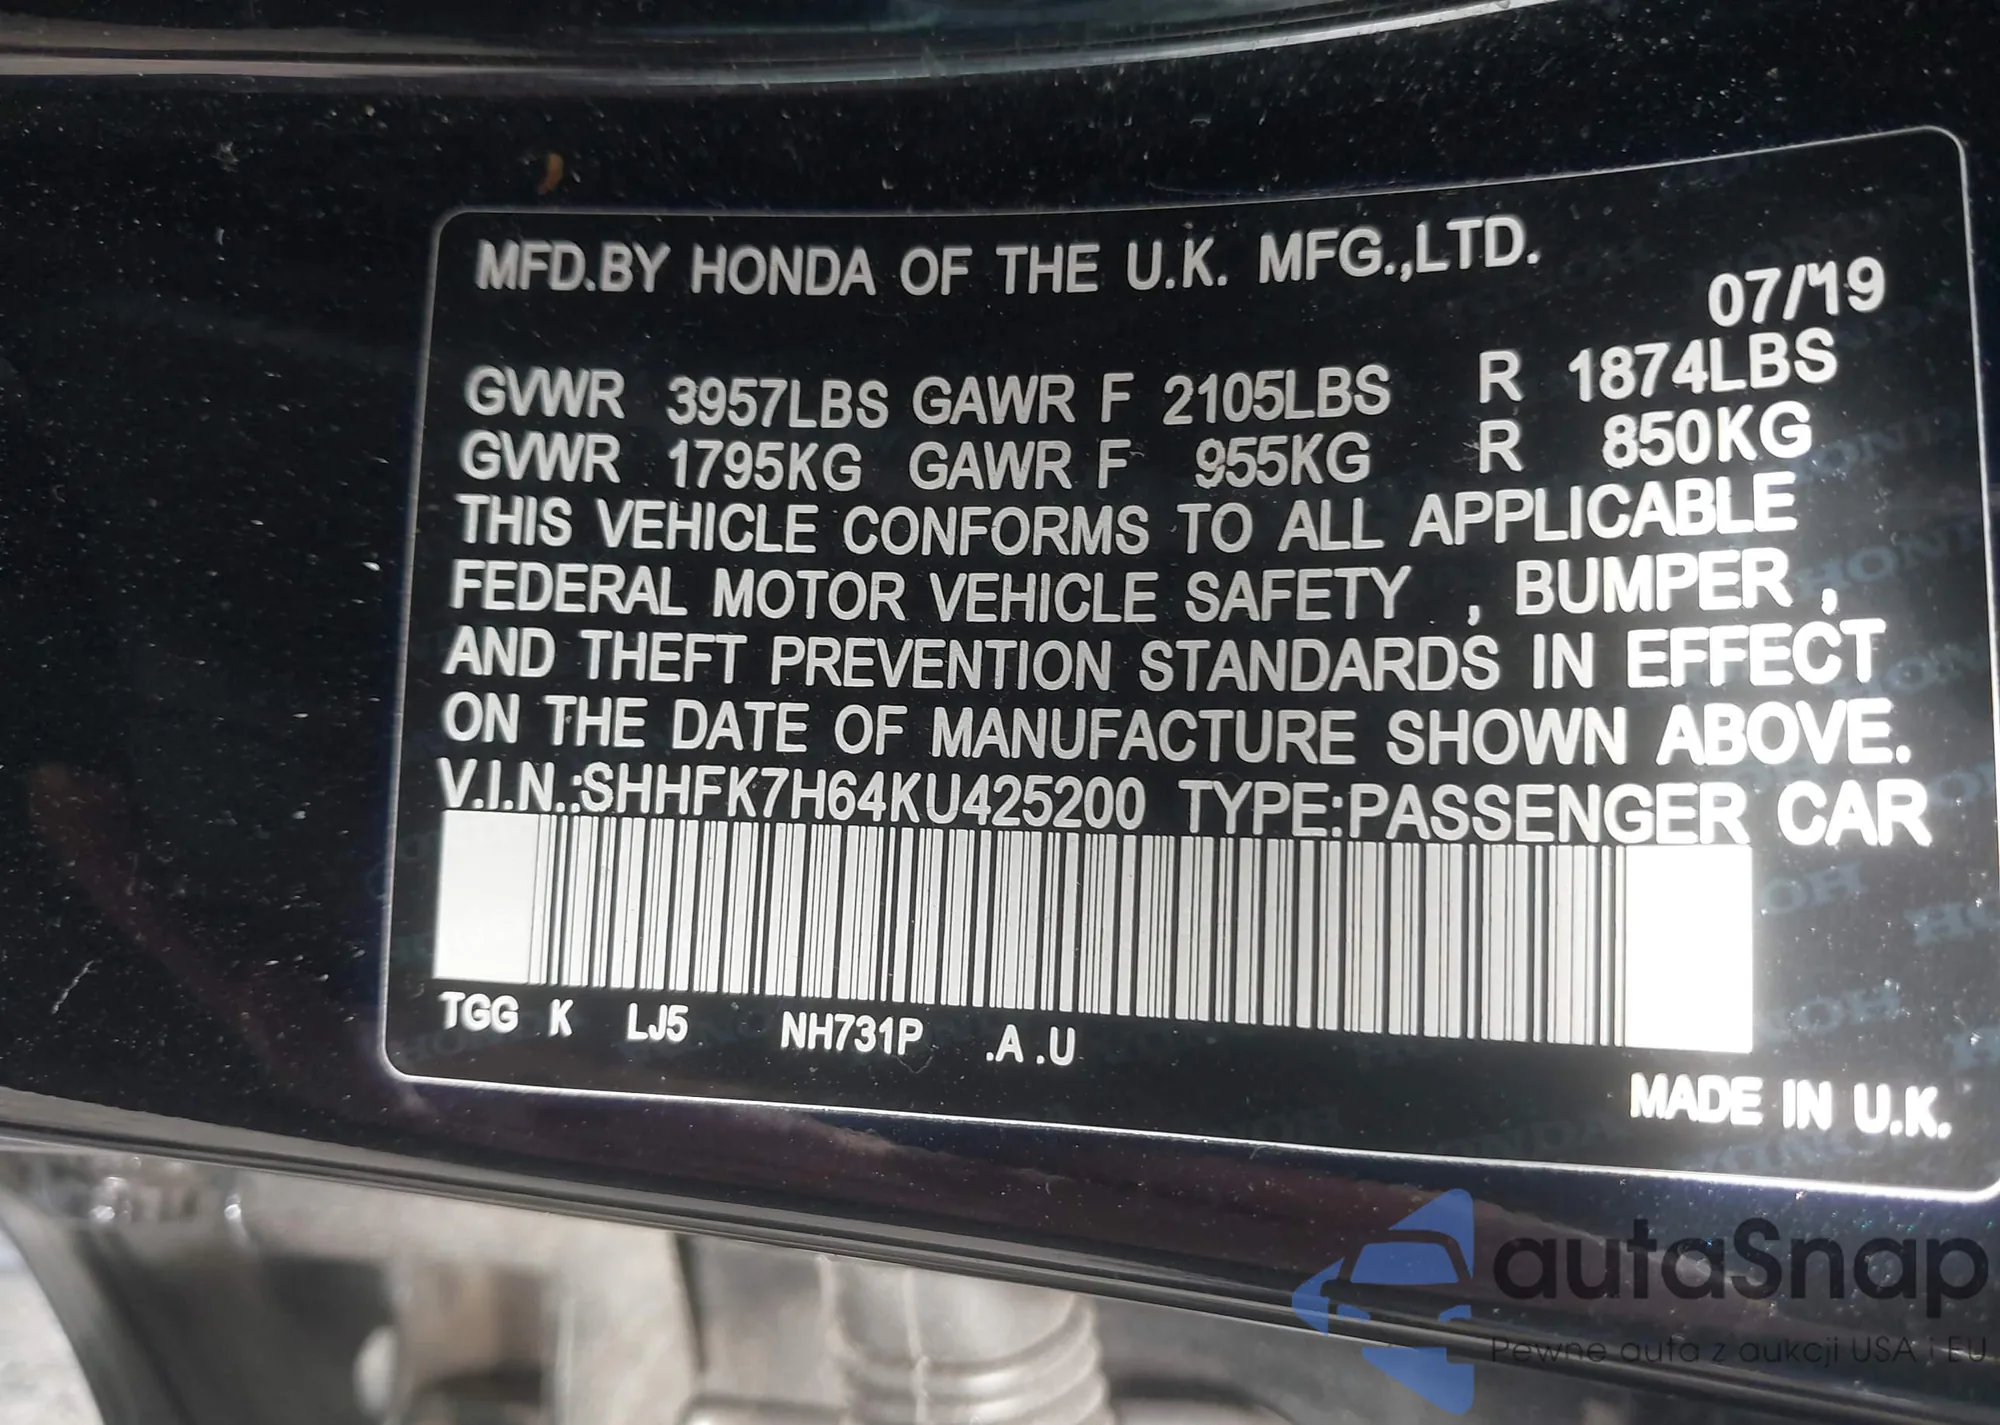 MFD.BY HONDA OF THE U.K. MFG.,LTD.
07/19
GVWR 3957LBS GAWR F 2105LBS R 1874LBS
GVWR 1795KG GAWR F 955KG R 850KG
THIS VEHICLE CONFORMS TO ALL APPLICABLE
FEDERAL MOTOR VEHICLE SAFETY , BUMPER ,
AND THEFT PREVENTION STANDARDS IN EFFECT
ON THE DATE OF MANUFACTURE SHOWN ABOVE.
V.I.N.:SHHFK7H64KU425200 TYPE:PASSENGER CAR
TGG K LJ5 NH731P .A .U
MADE IN U.K.
autaSnap
Pewne auta z aukcji USA i EU